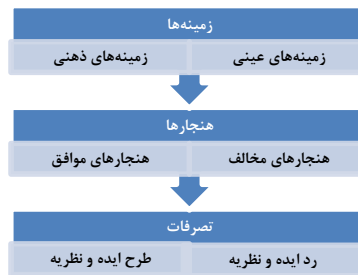 زمینه‌ها
زمینه‌های عینی زمینه‌های ذهنی
هنجارها
هنجارهای مخالف هنجارهای موافق
تصرفات
رد ایده و نظریه طرح ایده و نظریه